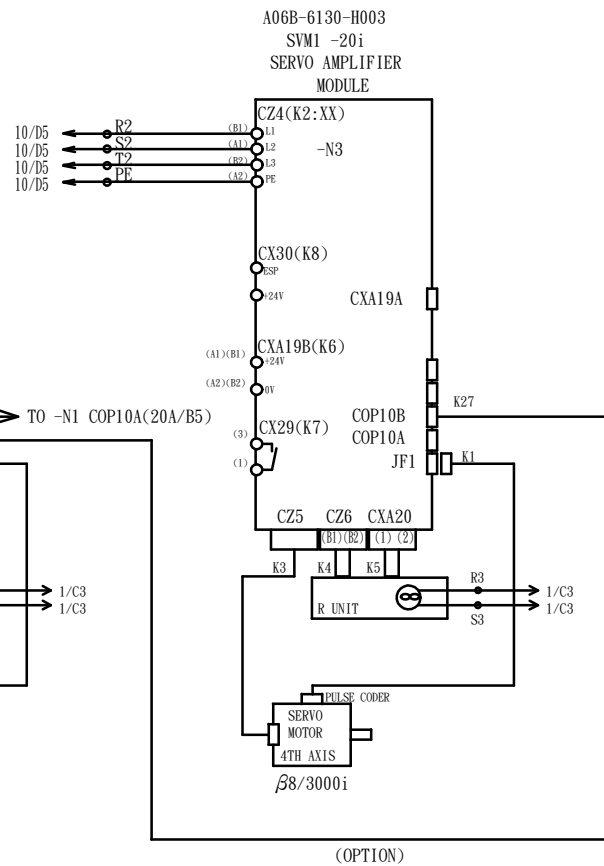 A06B-6130-H003
SVM1 -20i
SERVO AMPLIFIER
MODULE
CZ4(K2:XX)
10/D5 R2 (B1) L1
10/D5 S2 (A1) L2
-N3
10/D5 T2 (B2) L3
10/D5 PE (A2) PE
CX30(K8)
ESP
+24V
CXA19A
CXA19B(K6)
(A1)(B1) +24V
(A2)(B2) 0V
K27
TO -N1 COP10A(20A/B5)
COP10B
CX29(K7)
(3)
COP10A
(1)
JF1 K1
CZ5 CZ6 CXA20
(B1)(B2) (1)(2)
K3 K4 K5
R3
1/C3 1/C3
R UNIT
1/C3 1/C3
S3
PULSE CODER
SERVO
MOTOR
4TH AXIS
β8/3000i
(OPTION)